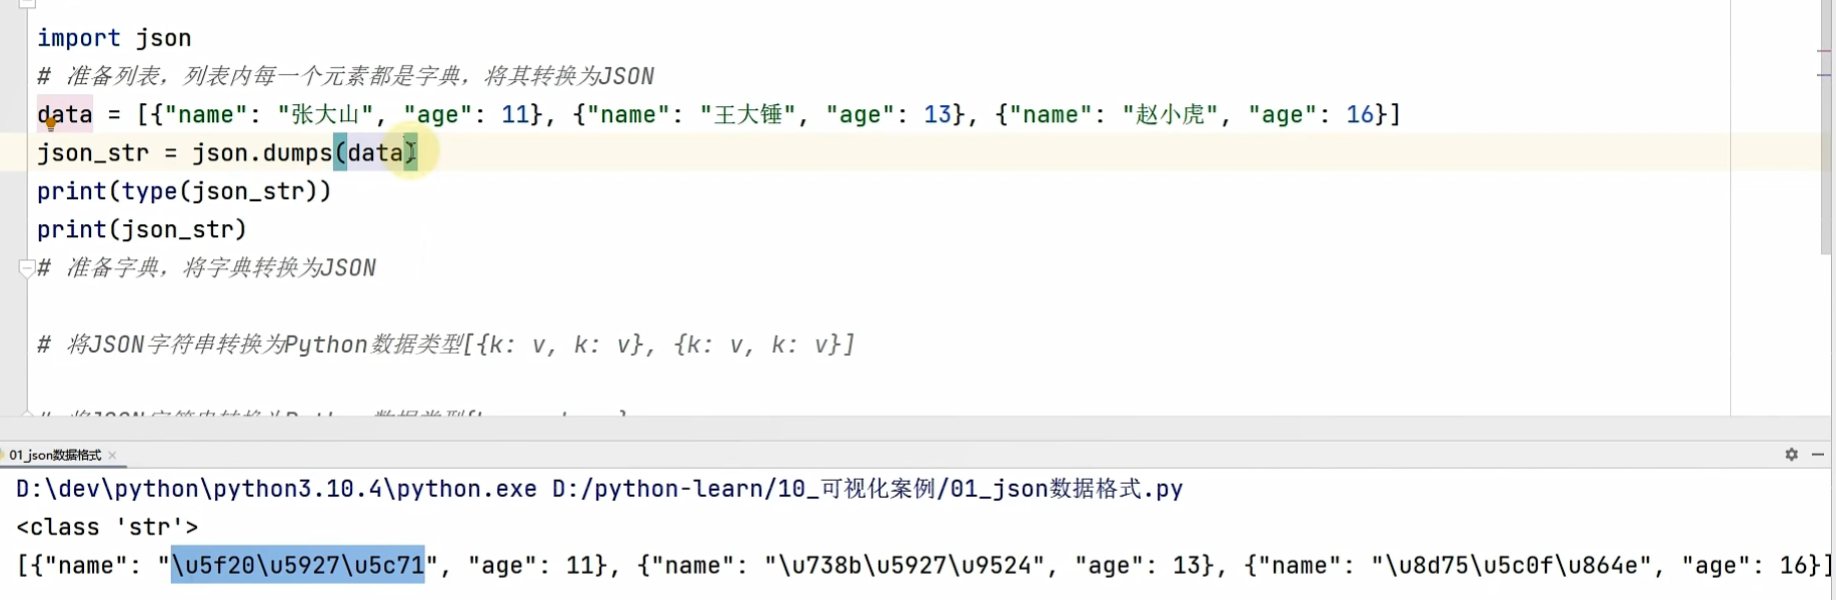 import json
# 准备列表，列表内每一个元素都是字典，将其转换为JSON
data = [{"name": "张大山", "age": 11}, {"name": "王大锤", "age": 13}, {"name": "赵小虎", "age": 16}]
json_str = json.dumps(data)
print(type(json_str))
print(json_str)
# 准备字典，将字典转换为JSON
# 将JSON字符串转换为Python数据类型[{k: v, k: v}, {k: v, k: v}]
01_json数据格式
D:\dev\python\python3.10.4\python.exe D:/python-learn/10_可视化案例/01_json数据格式.py
<class 'str'>
[{"name": "\u5f20\u5927\u5c71", "age": 11}, {"name": "\u738b\u5927\u9524", "age": 13}, {"name": "\u8d75\u5c0f\u864e", "age": 16}]